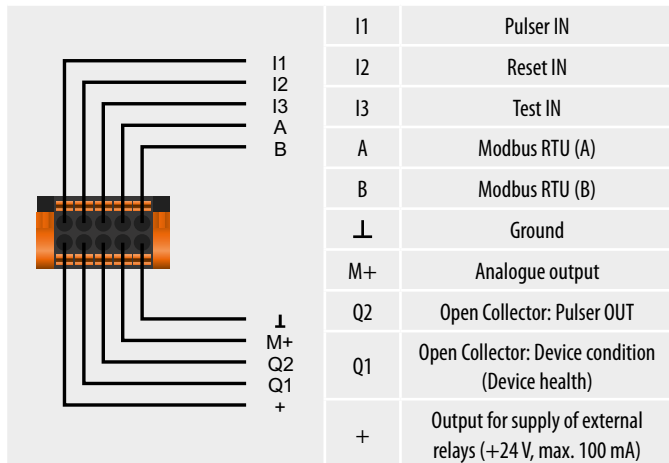 I1
I2
I3
A
B
⊥
M+
Q2
Q1
+
I1 Pulser IN
I2 Reset IN
I3 Test IN
A Modbus RTU (A)
B Modbus RTU (B)
⊥ Ground
M+ Analogue output
Q2 Open Collector: Pulser OUT
Q1 Open Collector: Device condition
(Device health)
+ Output for supply of external
relays (+24 V, max. 100 mA)